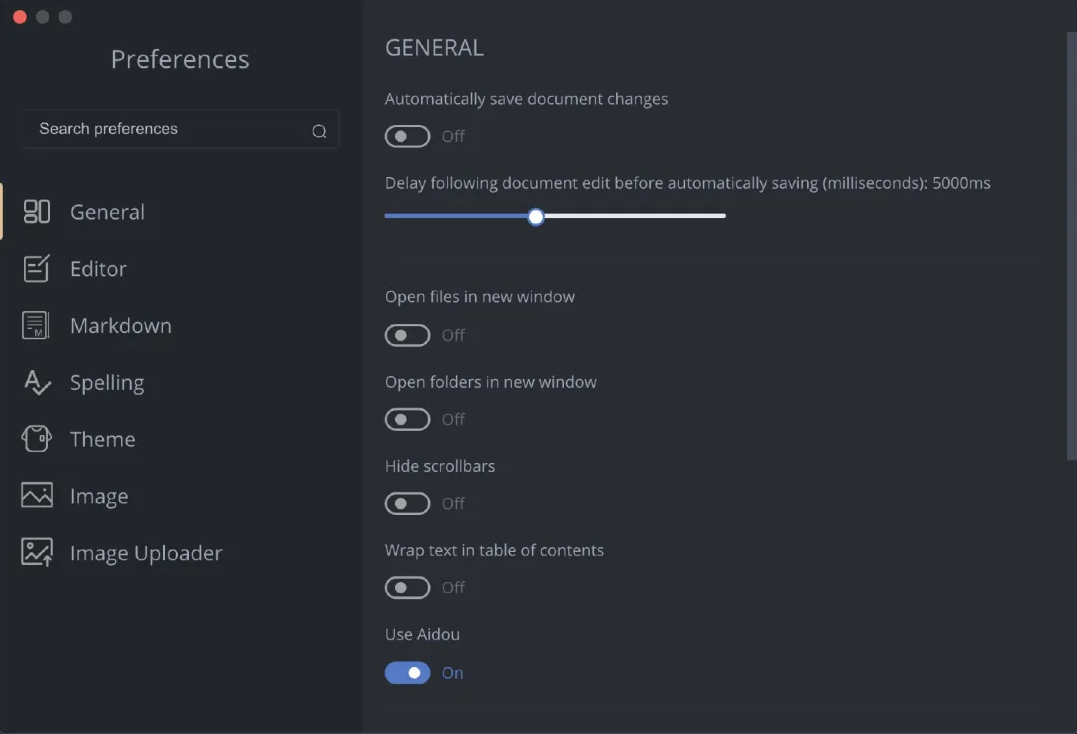 Preferences
Search preferences
General
Editor
Markdown
Spelling
Theme
Image
Image Uploader
GENERAL
Automatically save document changes
Off
Delay following document edit before automatically saving (milliseconds): 5000ms
Open files in new window
Off
Open folders in new window
Off
Hide scrollbars
Off
Wrap text in table of contents
Off
Use Aidou
On